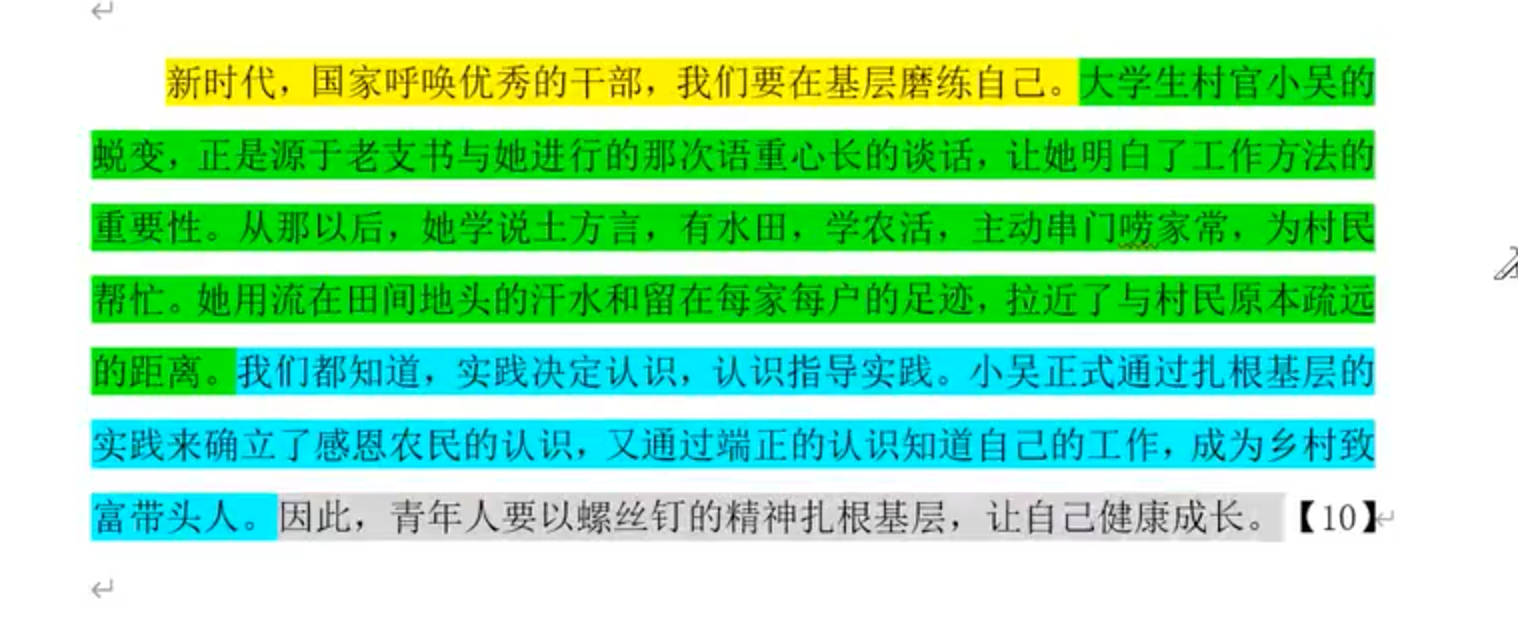 新时代，国家呼唤优秀的干部，我们要在基层磨练自己。大学生村官小吴的
蜕变，正是源于老支书与她进行的那次语重心长的谈话，让她明白了工作方法的
重要性。从那以后，她学说土方言，有水田，学农活，主动串门唠家常，为村民
帮忙。她用流在田间地头的汗水和留在每家每户的足迹，拉近了与村民原本疏远
的距离。我们都知道，实践决定认识，认识指导实践。小吴正式通过扎根基层的
实践来确立了感恩农民的认识，又通过端正的认识知道自己的工作，成为乡村致
富带头人。因此，青年人要以螺丝钉的精神扎根基层，让自己健康成长。【10】